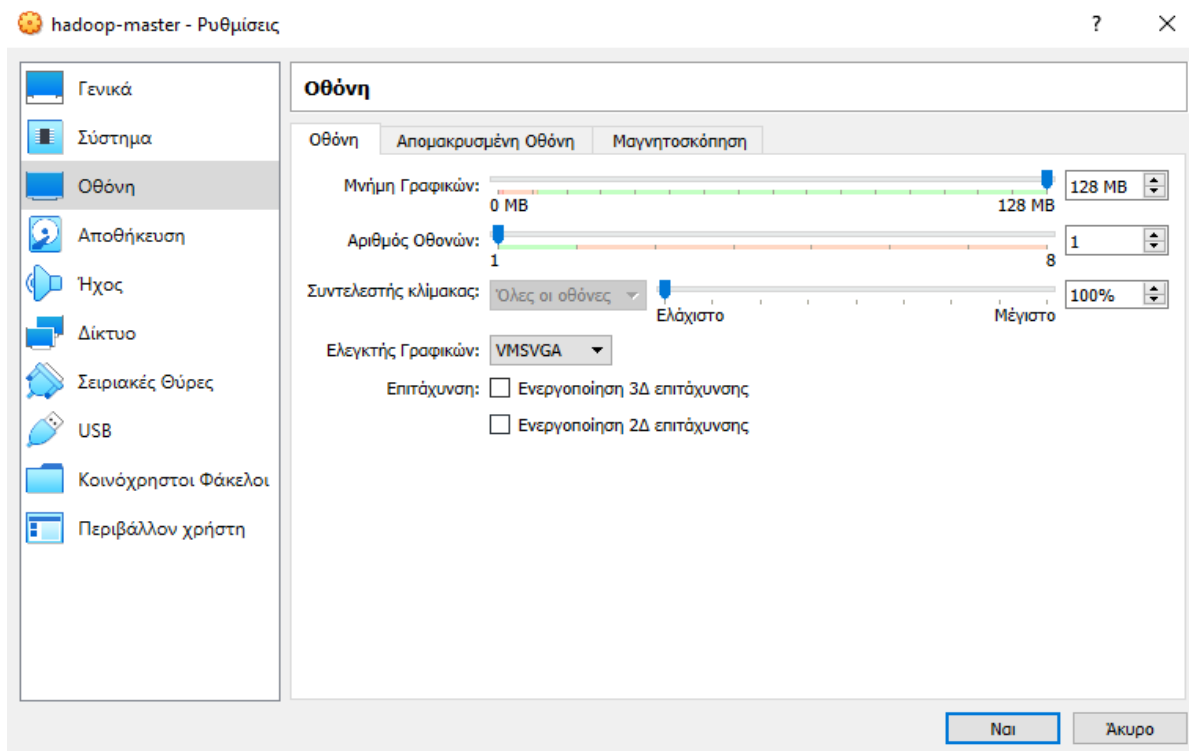 hadoop-master - Ρυθμίσεις
?
Γενικά
Σύστημα
Οθόνη
Αποθήκευση
Ήχος
Δίκτυο
Σειριακές Θύρες
USB
Κοινόχρηστοι Φάκελοι
Περιβάλλον χρήστη
Οθόνη
Οθόνη Απομακρυσμένη Οθόνη Μαγνητοσκόπηση
Μνήμη Γραφικών: 128 MB
0 MB 128 MB
Αριθμός Οθονών: 1
1 8
Συντελεστής κλίμακας: Όλες οι οθόνες 100%
Ελάχιστο Μέγιστο
Ελεγκτής Γραφικών: VMSVGA
Επιτάχυνση: Ενεργοποίηση 3Δ επιτάχυνσης
Ενεργοποίηση 2Δ επιτάχυνσης
Ναι Άκυρο